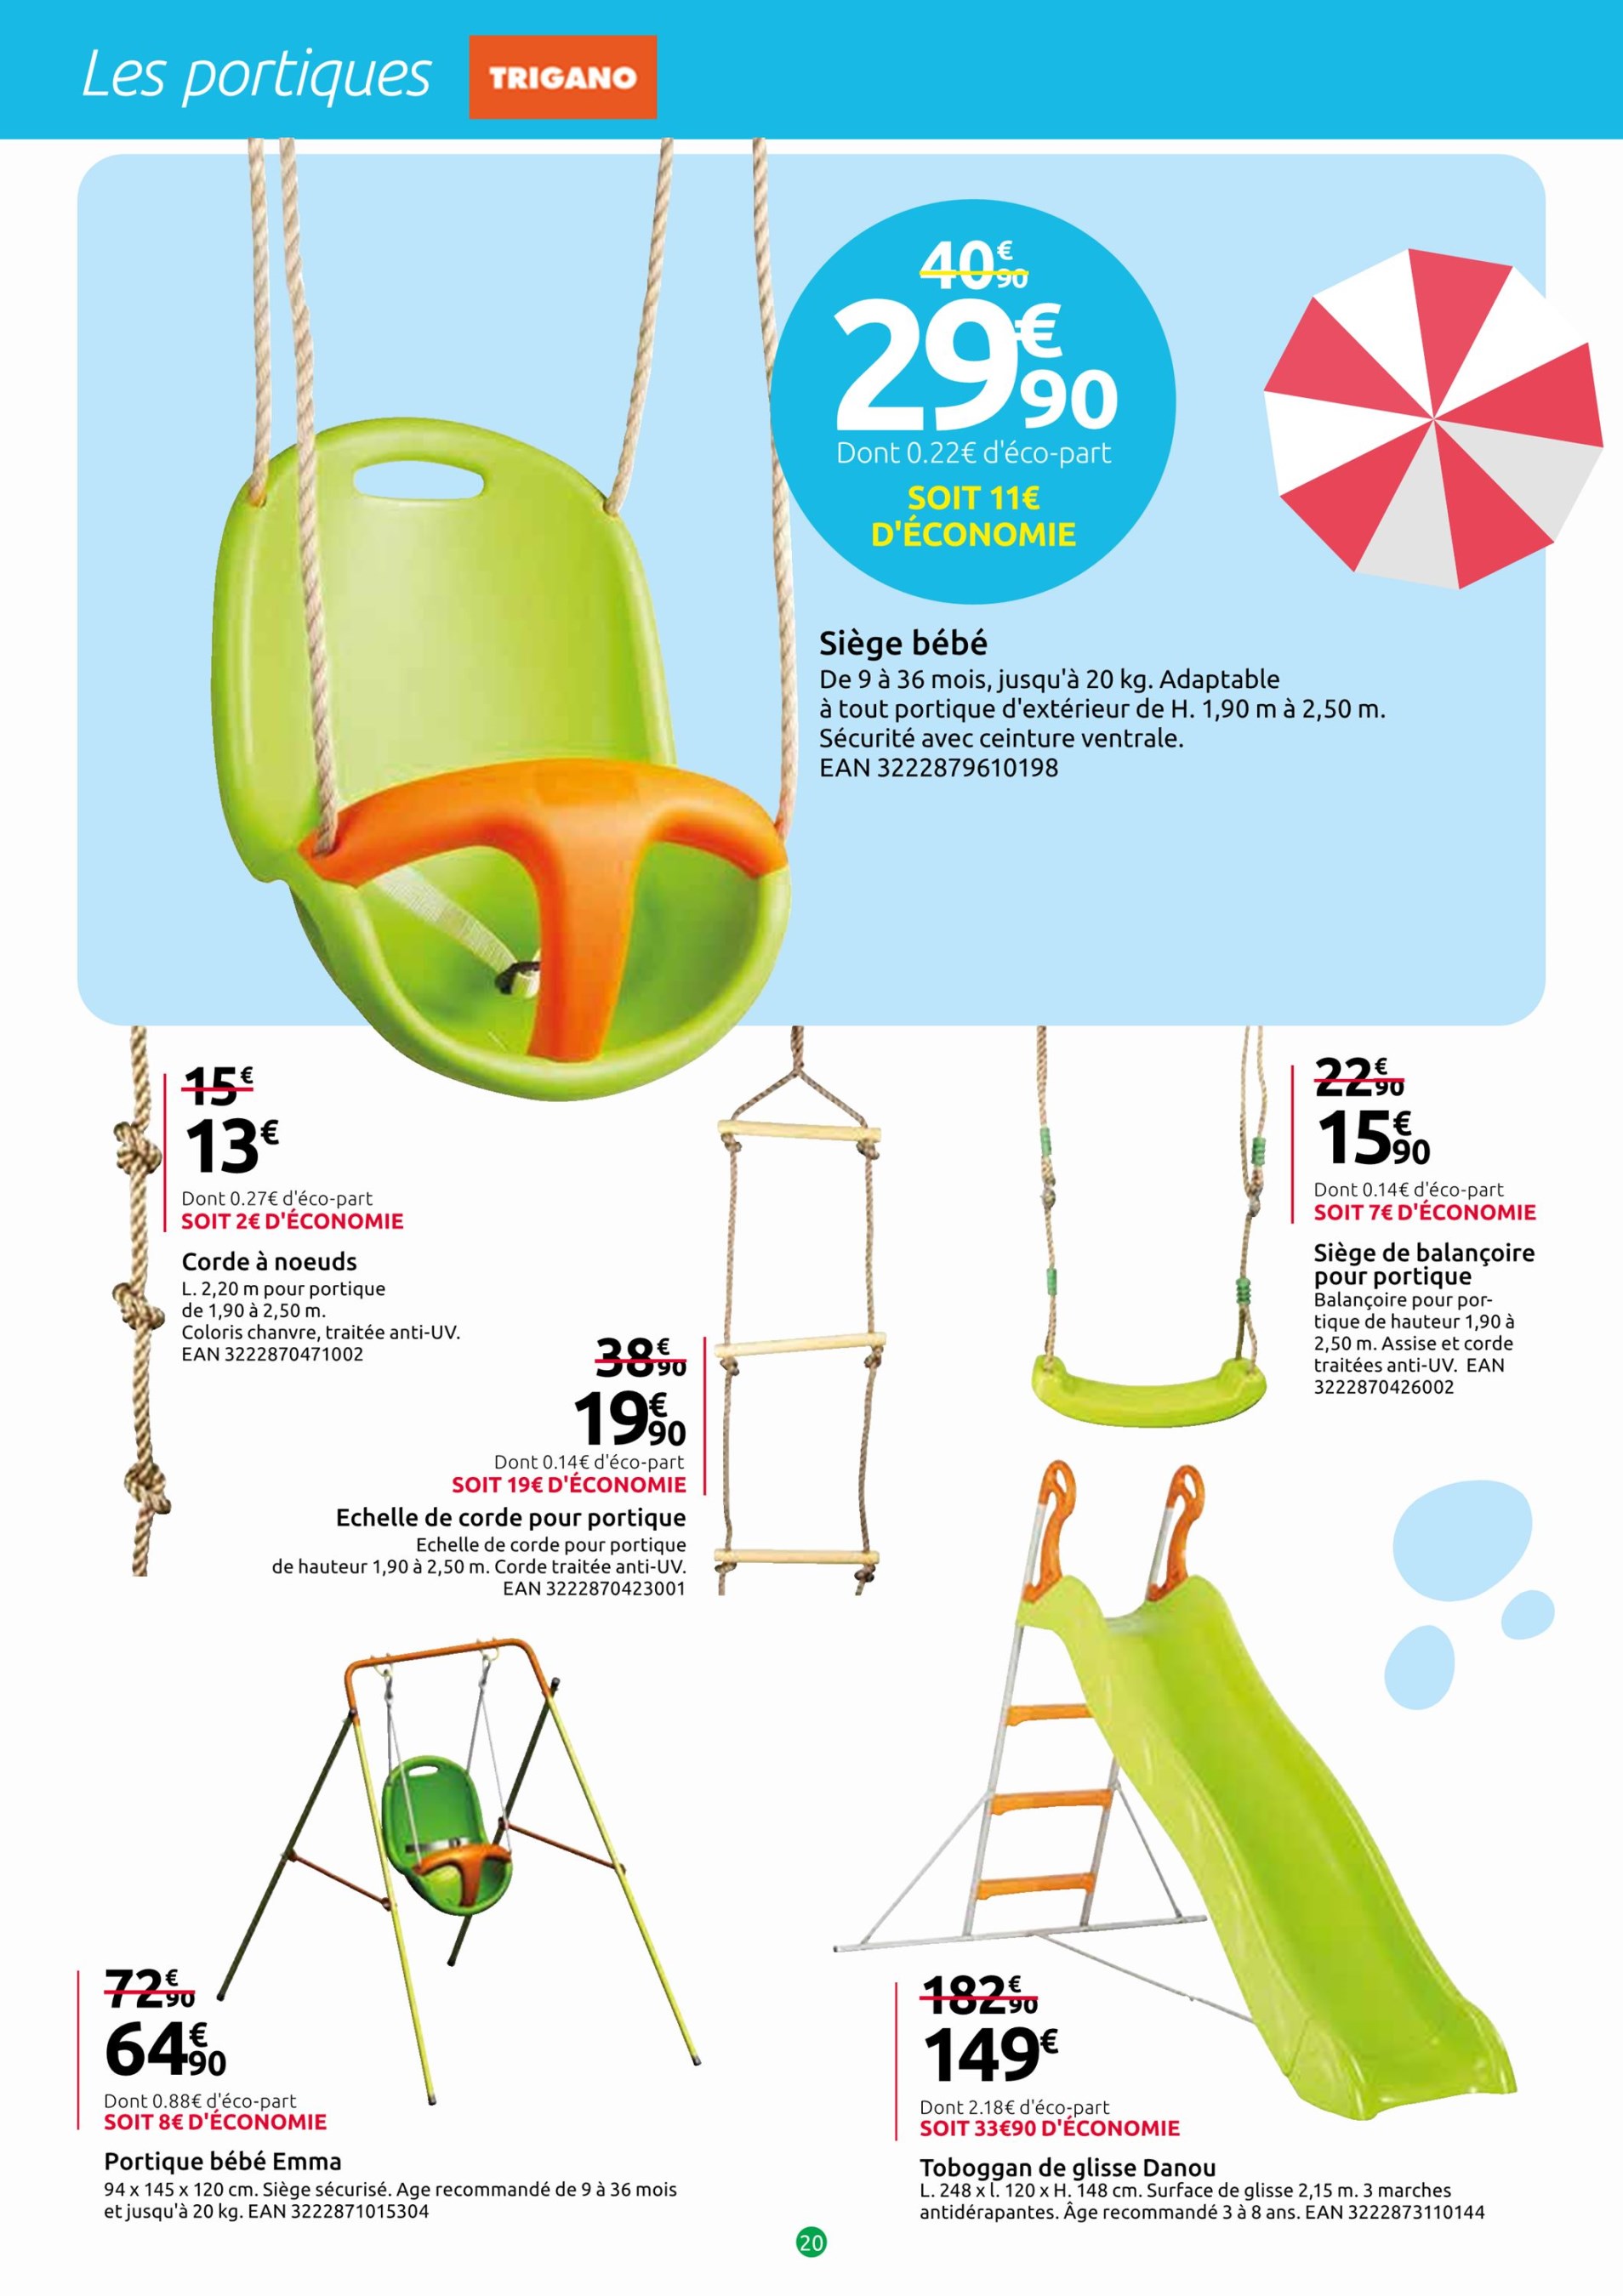 Les portiques
TRIGANO
40€90
29€90
Dont 0.22€ d'éco-part
SOIT 11€
D'ÉCONOMIE
Siège bébé
De 9 à 36 mois, jusqu'à 20 kg. Adaptable
à tout portique d'extérieur de H. 1,90 m à 2,50 m.
Sécurité avec ceinture ventrale.
EAN 3222879610198
15€
13€
Dont 0.27€ d'éco-part
SOIT 2€ D'ÉCONOMIE
Corde à noeuds
L. 2,20 m pour portique
de 1,90 à 2,50 m.
Coloris chanvre, traitée anti-UV.
EAN 3222870471002
38€90
19€90
Dont 0.14€ d'éco-part
SOIT 19€ D'ÉCONOMIE
Echelle de corde pour portique
Echelle de corde pour portique
de hauteur 1,90 à 2,50 m. Corde traitée anti-UV.
EAN 3222870423001
22€90
15€90
Dont 0.14€ d'éco-part
SOIT 7€ D'ÉCONOMIE
Siège de balançoire
pour portique
Balançoire pour por-
tique de hauteur 1,90 à
2,50 m. Assise et corde
traitées anti-UV. EAN
3222870426002
72€90
64€90
Dont 0.88€ d'éco-part
SOIT 8€ D'ÉCONOMIE
Portique bébé Emma
94 x 145 x 120 cm. Siège sécurisé. Age recommandé de 9 à 36 mois
et jusqu'à 20 kg. EAN 3222871015304
182€90
149€
Dont 2.18€ d'éco-part
SOIT 33€90 D'ÉCONOMIE
Toboggan de glisse Danou
L. 248 x l. 120 x H. 148 cm. Surface de glisse 2,15 m. 3 marches
antidérapantes. Âge recommandé 3 à 8 ans. EAN 3222873110144
20